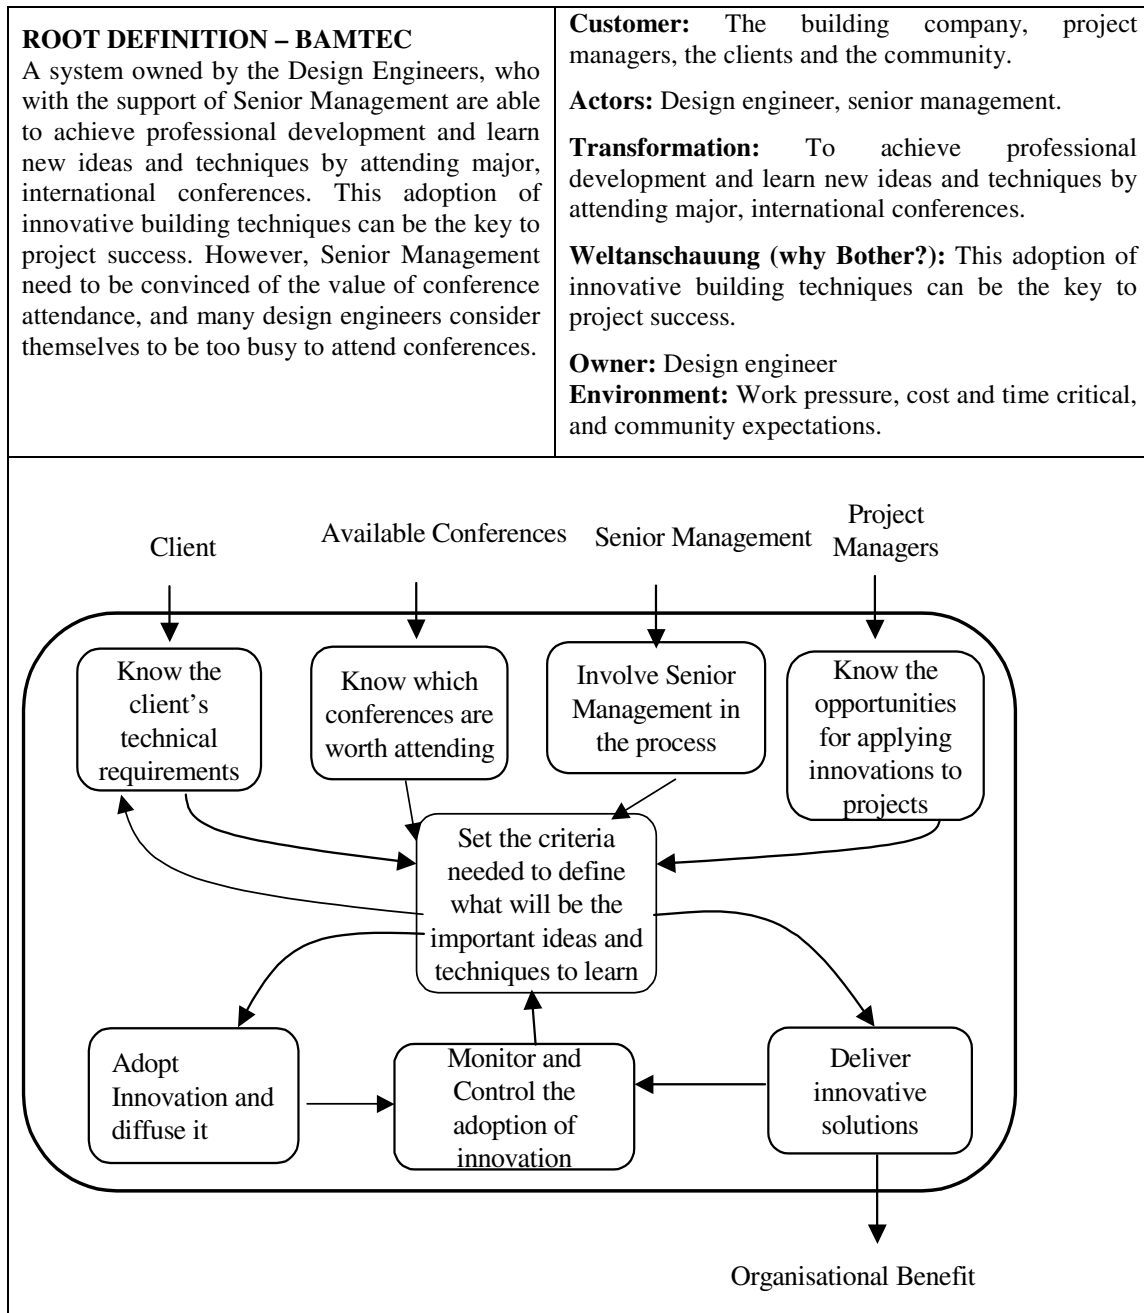 ROOT DEFINITION – BAMTEC
A system owned by the Design Engineers, who
with the support of Senior Management are able
to achieve professional development and learn
new ideas and techniques by attending major,
international conferences. This adoption of
innovative building techniques can be the key to
project success. However, Senior Management
need to be convinced of the value of conference
attendance, and many design engineers consider
themselves to be too busy to attend conferences.
Customer: The building company, project
managers, the clients and the community.
Actors: Design engineer, senior management.
Transformation: To achieve professional
development and learn new ideas and techniques by
attending major, international conferences.
Weltanschauung (why Bother?): This adoption of
innovative building techniques can be the key to
project success.
Owner: Design engineer
Environment: Work pressure, cost and time critical,
and community expectations.
Client
Available Conferences
Senior Management
Project
Managers
Know the
client's
technical
requirements
Know which
conferences are
worth attending
Involve Senior
Management in
the process
Know the
opportunities
for applying
innovations to
projects
Set the criteria
needed to define
what will be the
important ideas and
techniques to learn
Adopt
Innovation and
diffuse it
Monitor and
Control the
adoption of
innovation
Deliver
innovative
solutions
Organisational Benefit